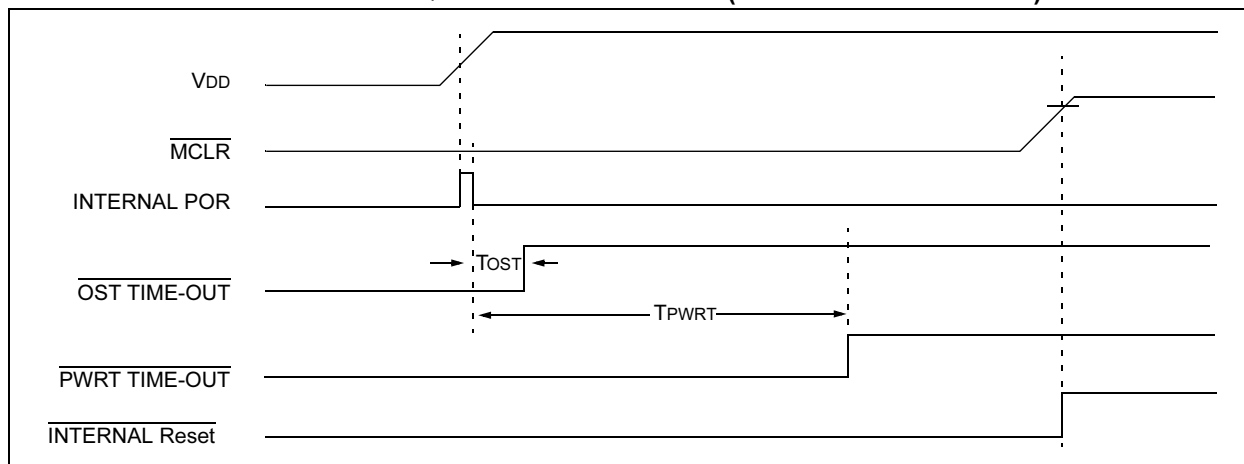 VDD
MCLR
INTERNAL POR
TOST
OST TIME-OUT
TPWRT
PWRT TIME-OUT
INTERNAL Reset